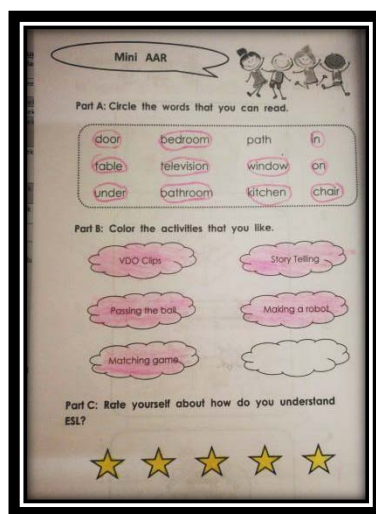 Mini AAR
Part A: Circle the words that you can read.
door bedroom path in
table television window on
under bathroom kitchen chair
Part B: Color the activities that you like.
VDO Clips Story Telling
Passing the ball Making a robot
Matching game
Part C: Rate yourself about how do you understand
ESL?